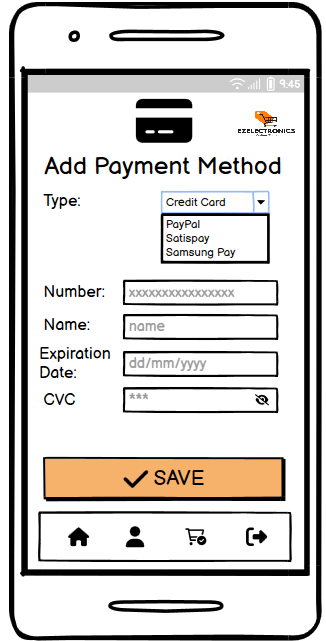 9:45
EZELECTRONICS
Add Payment Method
Type:
Credit Card
PayPal
Satispay
Samsung Pay
Number:
xxxxxxxxxxxxxxxx
Name:
name
Expiration
Date:
dd/mm/yyyy
CVC
***
SAVE